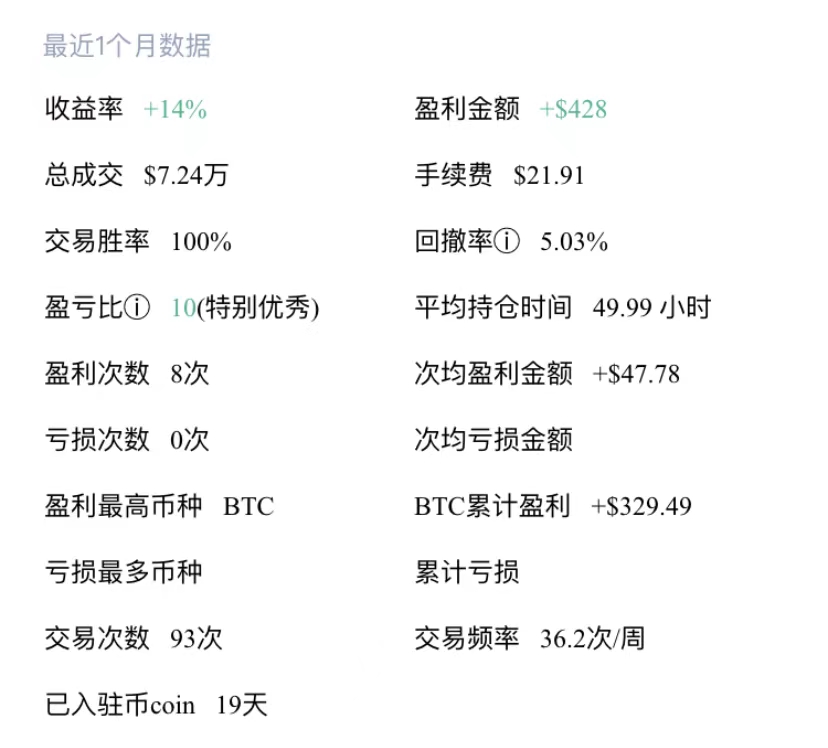 最近1个月数据
收益率 +14% 盈利金额 +$428
总成交 $7.24万 手续费 $21.91
交易胜率 100% 回撤率ⓘ 5.03%
盈亏比ⓘ 10(特别优秀) 平均持仓时间 49.99 小时
盈利次数 8次 次均盈利金额 +$47.78
亏损次数 0次 次均亏损金额
盈利最高币种 BTC BTC累计盈利 +$329.49
亏损最多币种 累计亏损
交易次数 93次 交易频率 36.2次/周
已入驻币coin 19天